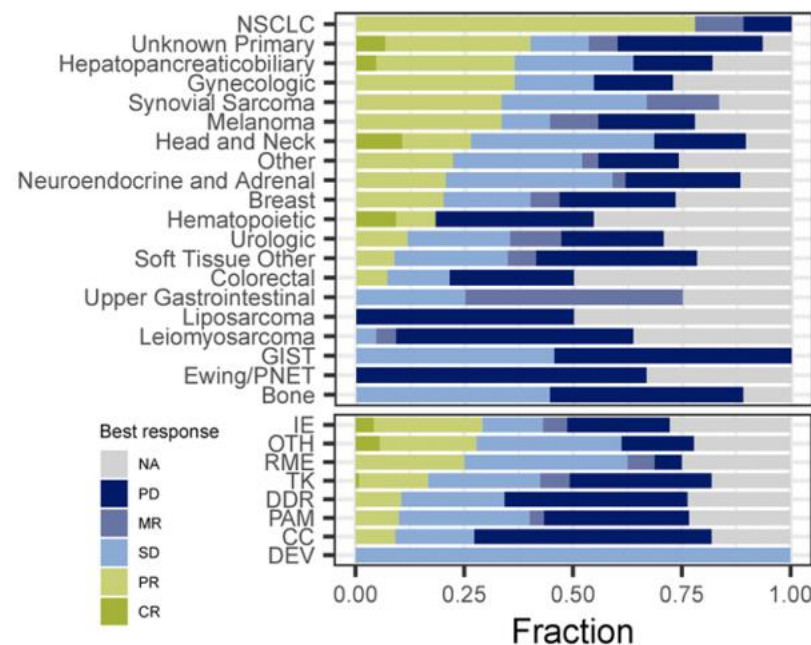 NSCLC
Unknown Primary
Hepatopancreaticobiliary
Gynecologic
Synovial Sarcoma
Melanoma
Head and Neck
Other
Neuroendocrine and Adrenal
Breast
Hematopoietic
Urologic
Soft Tissue Other
Colorectal
Upper Gastrointestinal
Liposarcoma
Leiomyosarcoma
GIST
Ewing/PNET
Bone
IE
OTH
RME
TK
DDR
PAM
CC
DEV
Best response
NA
PD
MR
SD
PR
CR
0.00 0.25 0.50 0.75 1.00
Fraction